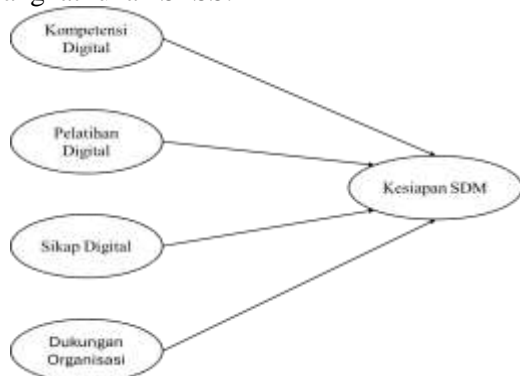 Kompetensi
Digital
Pelatihan
Digital
Kesiapan SDM
Sikap Digital
Dukungan
Organisasi